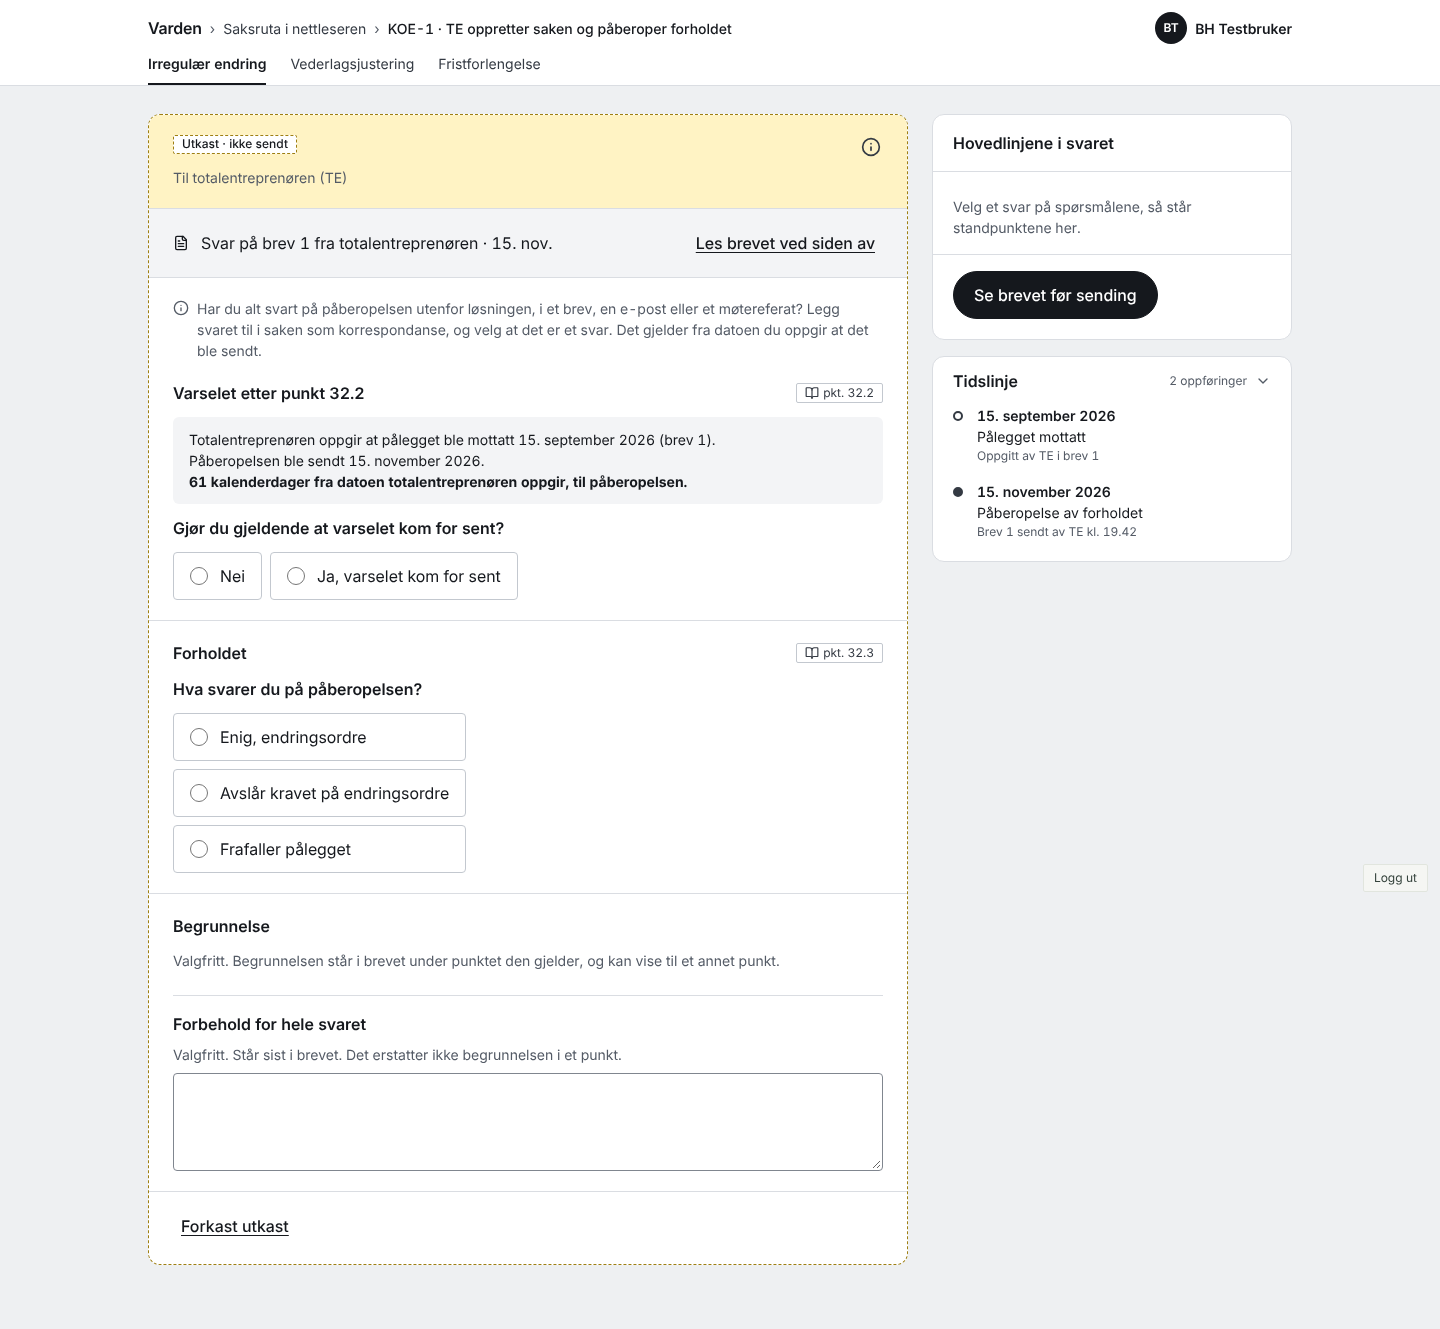 Varden › Saksruta i nettleseren › KOE-1 · TE oppretter saken og påberoper forholdet
BT BH Testbruker
Irregulær endring Vederlagsjustering Fristforlengelse
Utkast · ikke sendt
Til totalentreprenøren (TE)
Svar på brev 1 fra totalentreprenøren · 15. nov. Les brevet ved siden av
Har du alt svart på påberopelsen utenfor løsningen, i et brev, en e-post eller et møtereferat? Legg
svaret til i saken som korrespondanse, og velg at det er et svar. Det gjelder fra datoen du oppgir at det
ble sendt.
Varselet etter punkt 32.2 pkt. 32.2
Totalentreprenøren oppgir at pålegget ble mottatt 15. september 2026 (brev 1).
Påberopelsen ble sendt 15. november 2026.
61 kalenderdager fra datoen totalentreprenøren oppgir, til påberopelsen.
Gjør du gjeldende at varselet kom for sent?
Nei Ja, varselet kom for sent
Forholdet pkt. 32.3
Hva svarer du på påberopelsen?
Enig, endringsordre
Avslår kravet på endringsordre
Frafaller pålegget
Begrunnelse
Valgfritt. Begrunnelsen står i brevet under punktet den gjelder, og kan vise til et annet punkt.
Forbehold for hele svaret
Valgfritt. Står sist i brevet. Det erstatter ikke begrunnelsen i et punkt.
Forkast utkast
Hovedlinjene i svaret
Velg et svar på spørsmålene, så står
standpunktene her.
Se brevet før sending
Tidslinje 2 oppføringer
15. september 2026
Pålegget mottatt
Oppgitt av TE i brev 1
15. november 2026
Påberopelse av forholdet
Brev 1 sendt av TE kl. 19.42
Logg ut